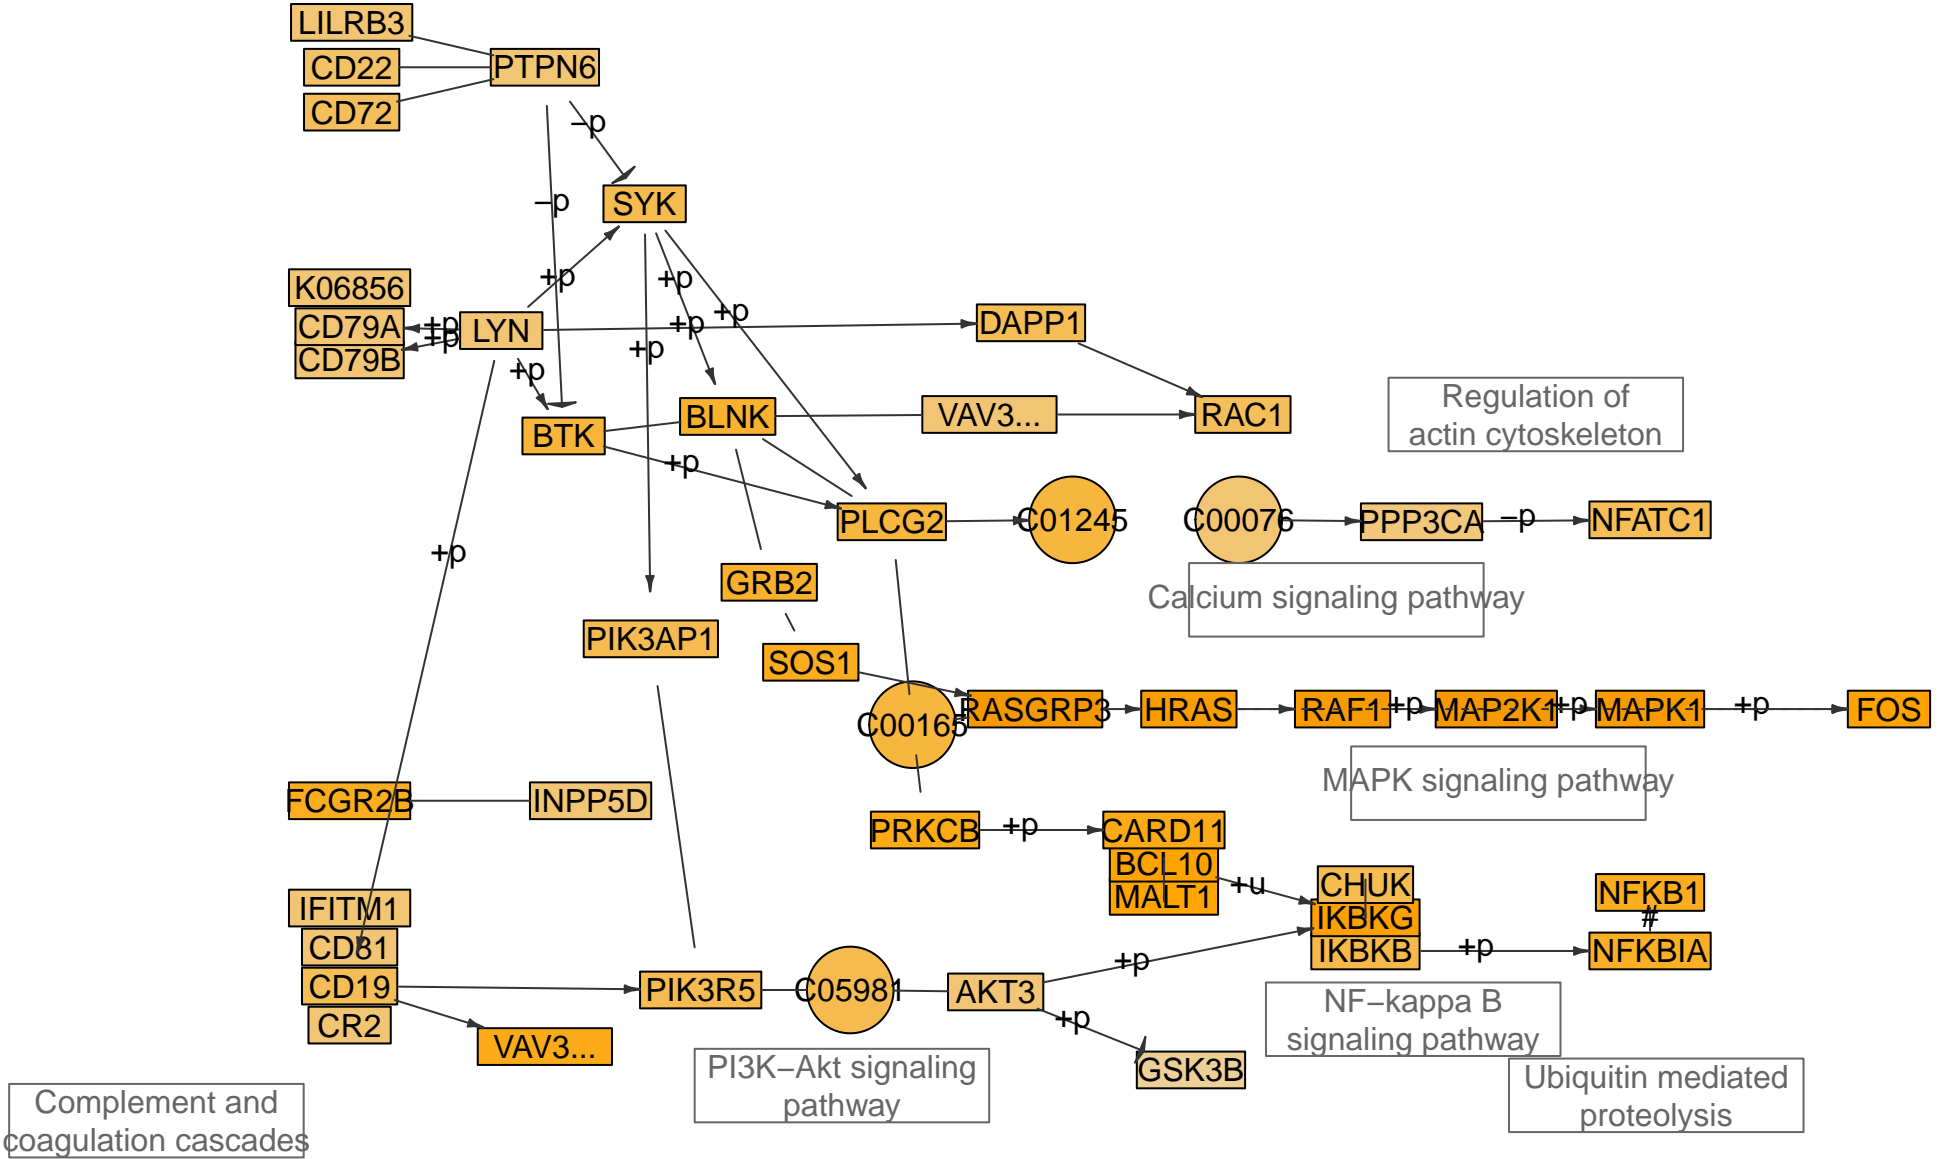 LILRB3
CD22
PTPN6
CD72
−p
−p
SYK
K06856
+p
+p
+p
CD79A
+p
LYN
+p
DAPP1
CD79B
+p
+p
+p
BTK
BLNK
VAV3...
RAC1
Regulation of
actin cytoskeleton
+p
PLCG2
C01245
C00076
PPP3CA
−p
NFATC1
+p
GRB2
Calcium signaling pathway
PIK3AP1
SOS1
C00165
RASGRP3
HRAS
RAF1
+p
MAP2K1
+p
MAPK1
+p
FOS
MAPK signaling pathway
FCGR2B
INPP5D
PRKCB
+p
CARD11
BCL10
MALT1
+u
CHUK
IKBKG
IKBKB
+p
NFKB1
#
NFKBIA
IFITM1
CD81
CD19
CR2
VAV3...
PIK3R5
C05981
AKT3
+p
+p
GSK3B
NF−kappa B
signaling pathway
PI3K−Akt signaling
pathway
Ubiquitin mediated
proteolysis
Complement and
coagulation cascades